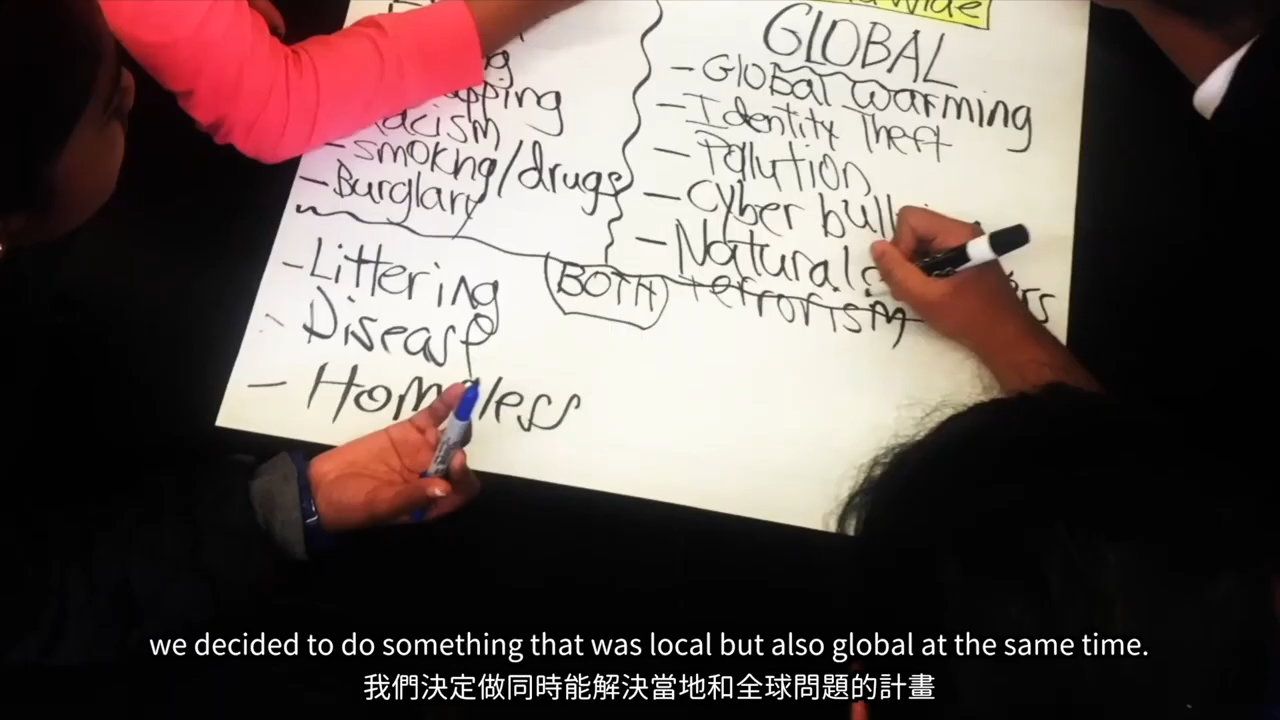 GLOBAL
- Global warming
- Identity Theft
- Pollution
- Cyber
- Natural
terrorism
- smokng/drugs
- Burglary
BOTH
- Littering
- Disease
- Homeless
we decided to do something that was local but also global at the same time.
我們決定做同時能解決當地和全球問題的計畫